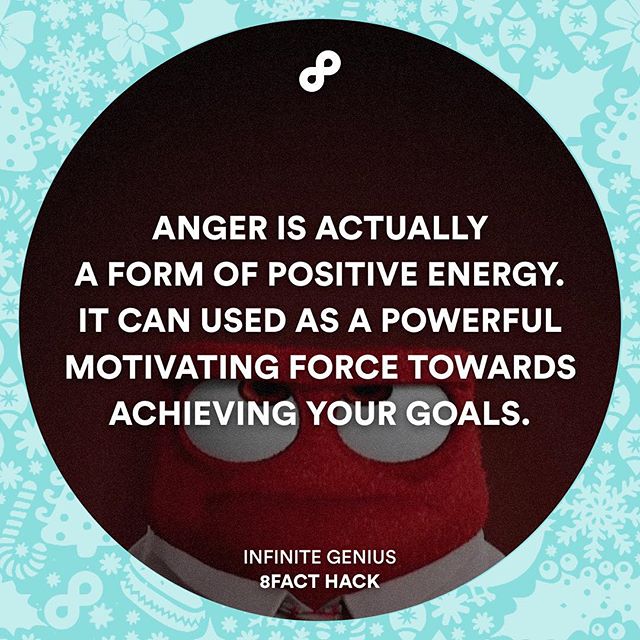 ANGER IS ACTUALLY
A FORM OF POSITIVE ENERGY.
IT CAN USED AS A POWERFUL
MOTIVATING FORCE TOWARDS
ACHIEVING YOUR GOALS.
INFINITE GENIUS
8FACT HACK